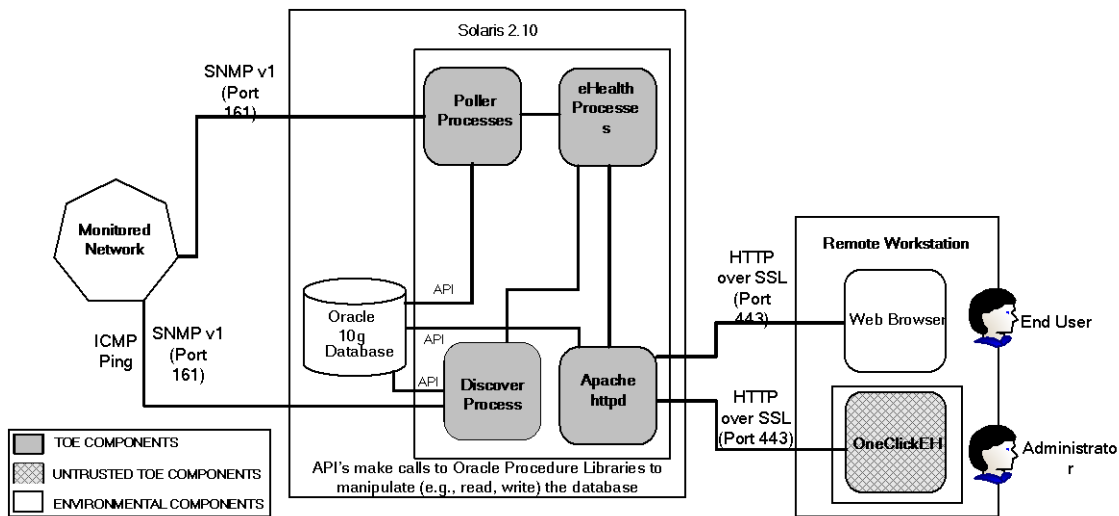 Solaris 2.10
SNMP v1
(Port
161)
Poller
Processes
eHealth
Processe
s
Monitored
Network
Remote Workstation
HTTP
over SSL
(Port
443)
Web Browser
End User
API
Oracle
10g
Database
API
ICMP
Ping
SNMP v1
(Port
161)
API
Discover
Process
Apache
httpd
HTTP
over SSL
(Port 443)
OneClickEH
Administrato
r
TOE COMPONENTS
UNTRUSTED TOE COMPONENTS
ENVIRONMENTAL COMPONENTS
API's make calls to Oracle Procedure Libraries to
manipulate (e.g., read, write) the database